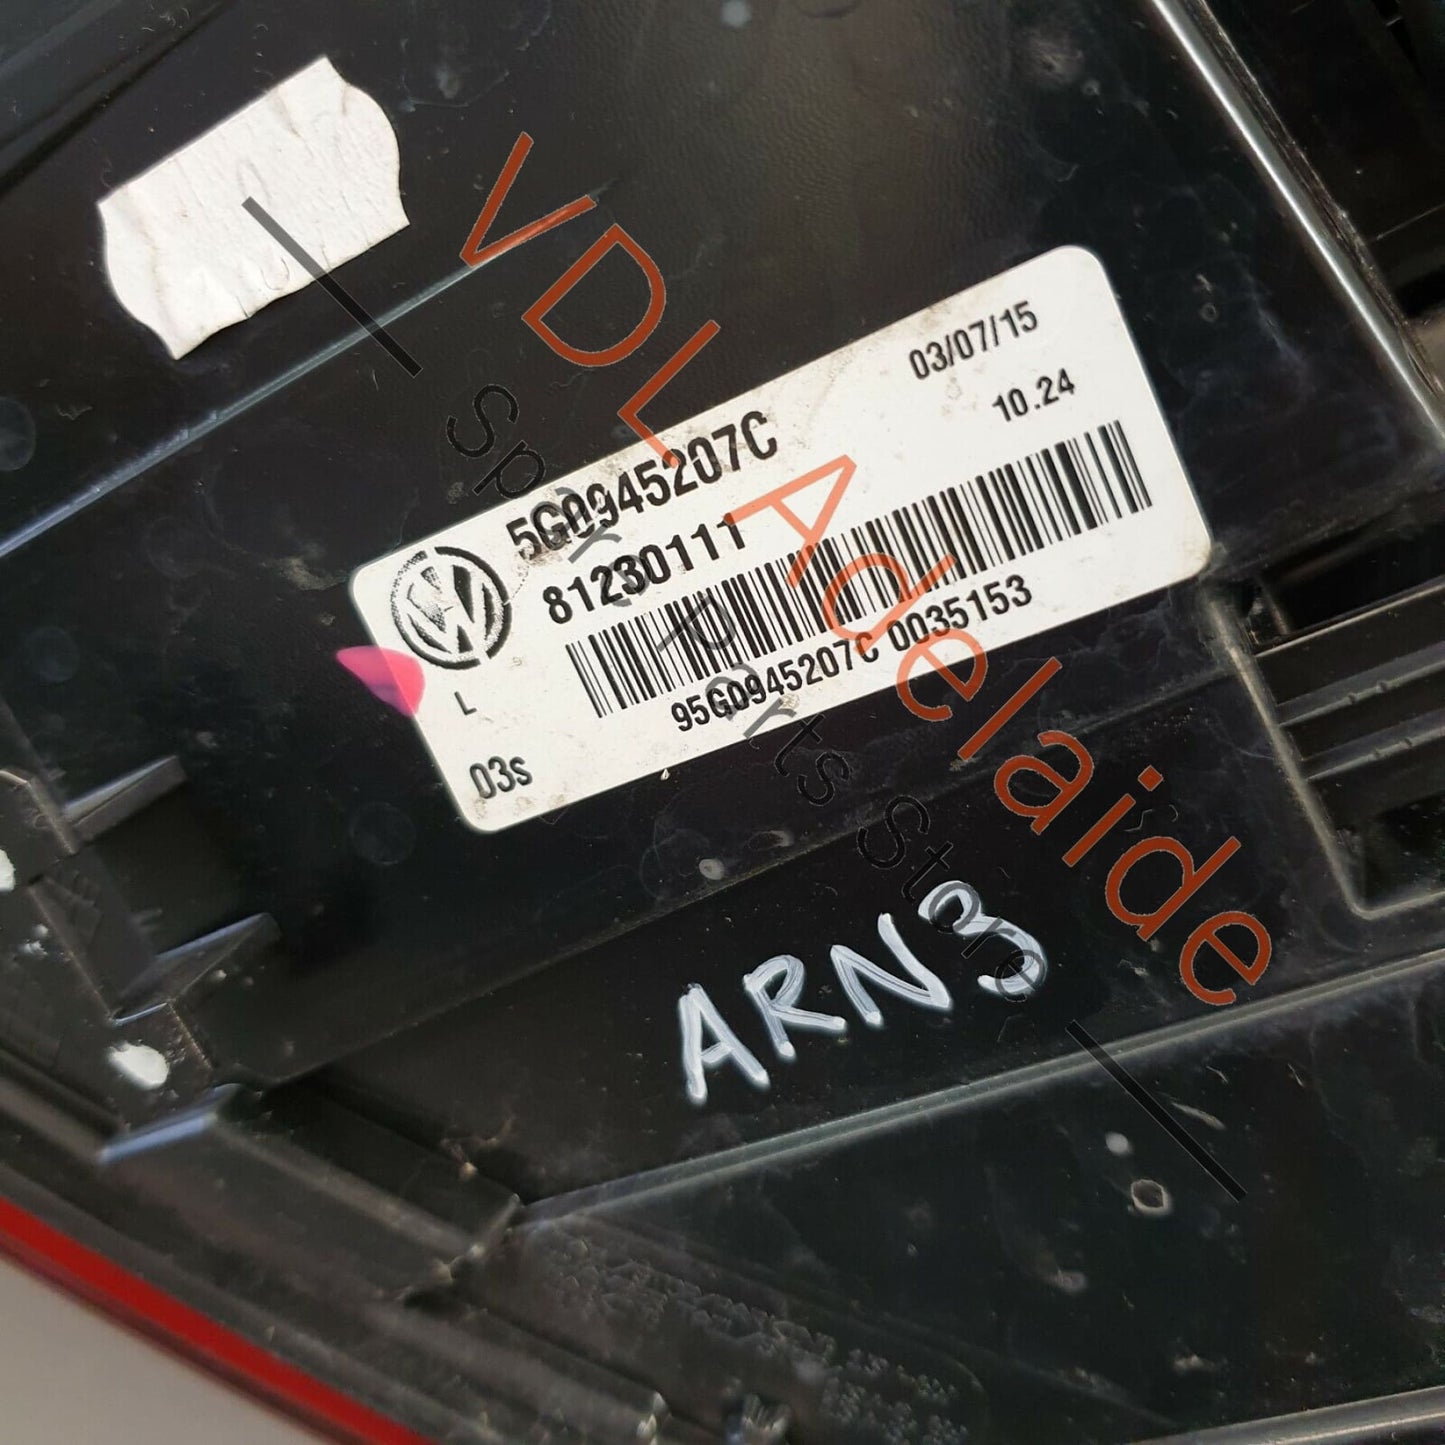 03/07/15
10.24
5G0945207C
81230111
95G0945207C 0035153
L
03s
ARN3
VDL Adelaide
Spare Parts Store